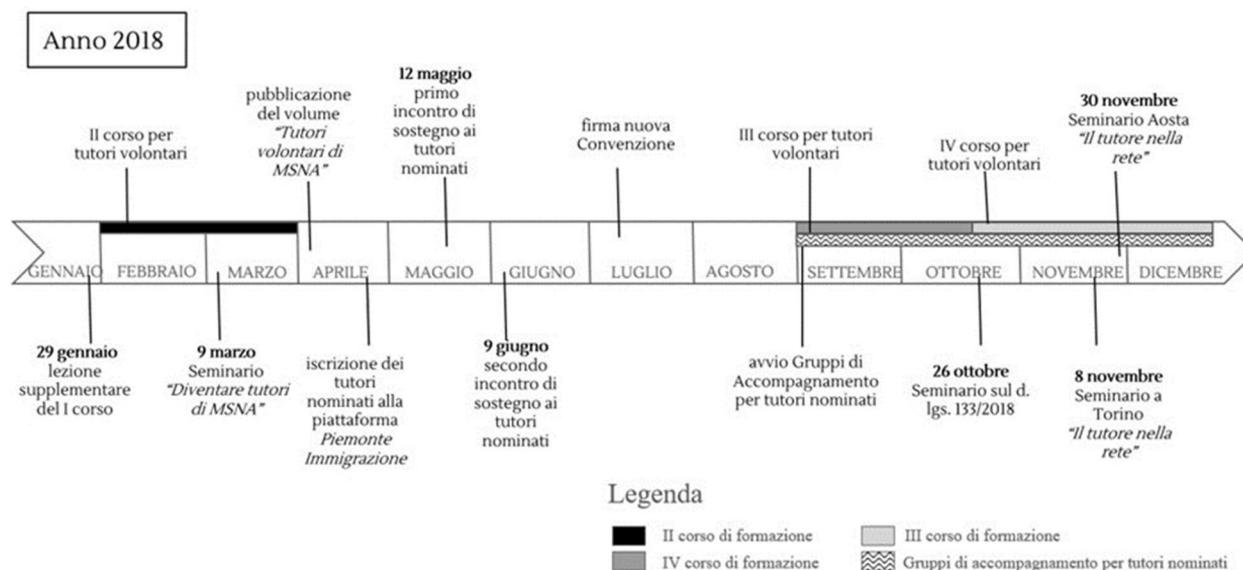 Anno 2018
II corso per
tutori volontari
pubblicazione
del volume
“Tutori
volontari di
MSNA”
12 maggio
primo
incontro di
sostegno ai
tutori
nominati
firma nuova
Convenzione
III corso per tutori
volontari
IV corso per
tutori volontari
30 novembre
Seminario Aosta
“Il tutore nella
rete”
GENNAIO
FEBBRAIO
MARZO
APRILE
MAGGIO
GIUGNO
LUGLIO
AGOSTO
SETTEMBRE
OTTOBRE
NOVEMBRE
DICEMBRE
29 gennaio
lezione
supplementare
del I corso
9 marzo
Seminario
“Diventare tutori
di MSNA”
iscrizione dei
tutori
nominati alla
piattaforma
Piemonte
Immigrazione
9 giugno
secondo
incontro di
sostegno ai
tutori
nominati
avvio Gruppi di
Accompagnamento
per tutori nominati
26 ottobre
Seminario sul d.
lgs. 133/2018
8 novembre
Seminario a
Torino
“Il tutore nella
rete”
Legenda
II corso di formazione
III corso di formazione
IV corso di formazione
Gruppi di accompagnamento per tutori nominati